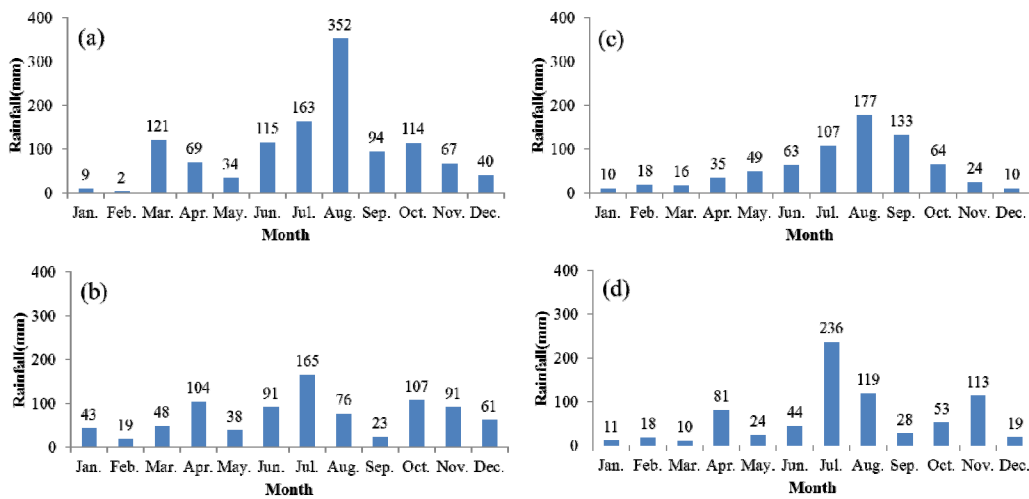 (a)
Rainfall(mm)
400
300
200
100
0
9 2 121 69 34 115 163 352 94 114 67 40
Jan. Feb. Mar. Apr. May. Jun. Jul. Aug. Sep. Oct. Nov. Dec.
Month
(c)
Rainfall(mm)
400
300
200
100
0
10 18 16 35 49 63 107 177 133 64 24 10
Jan. Feb. Mar. Apr. May. Jun. Jul. Aug. Sep. Oct. Nov. Dec.
Month
(b)
Rainfall(mm)
400
300
200
100
0
43 19 48 104 38 91 165 76 23 107 91 61
Jan. Feb. Mar. Apr. May. Jun. Jul. Aug. Sep. Oct. Nov. Dec.
Month
(d)
Rainfall(mm)
400
300
200
100
0
11 18 10 81 24 44 236 119 28 53 113 19
Jan. Feb. Mar. Apr. May. Jun. Jul. Aug. Sep. Oct. Nov. Dec.
Month